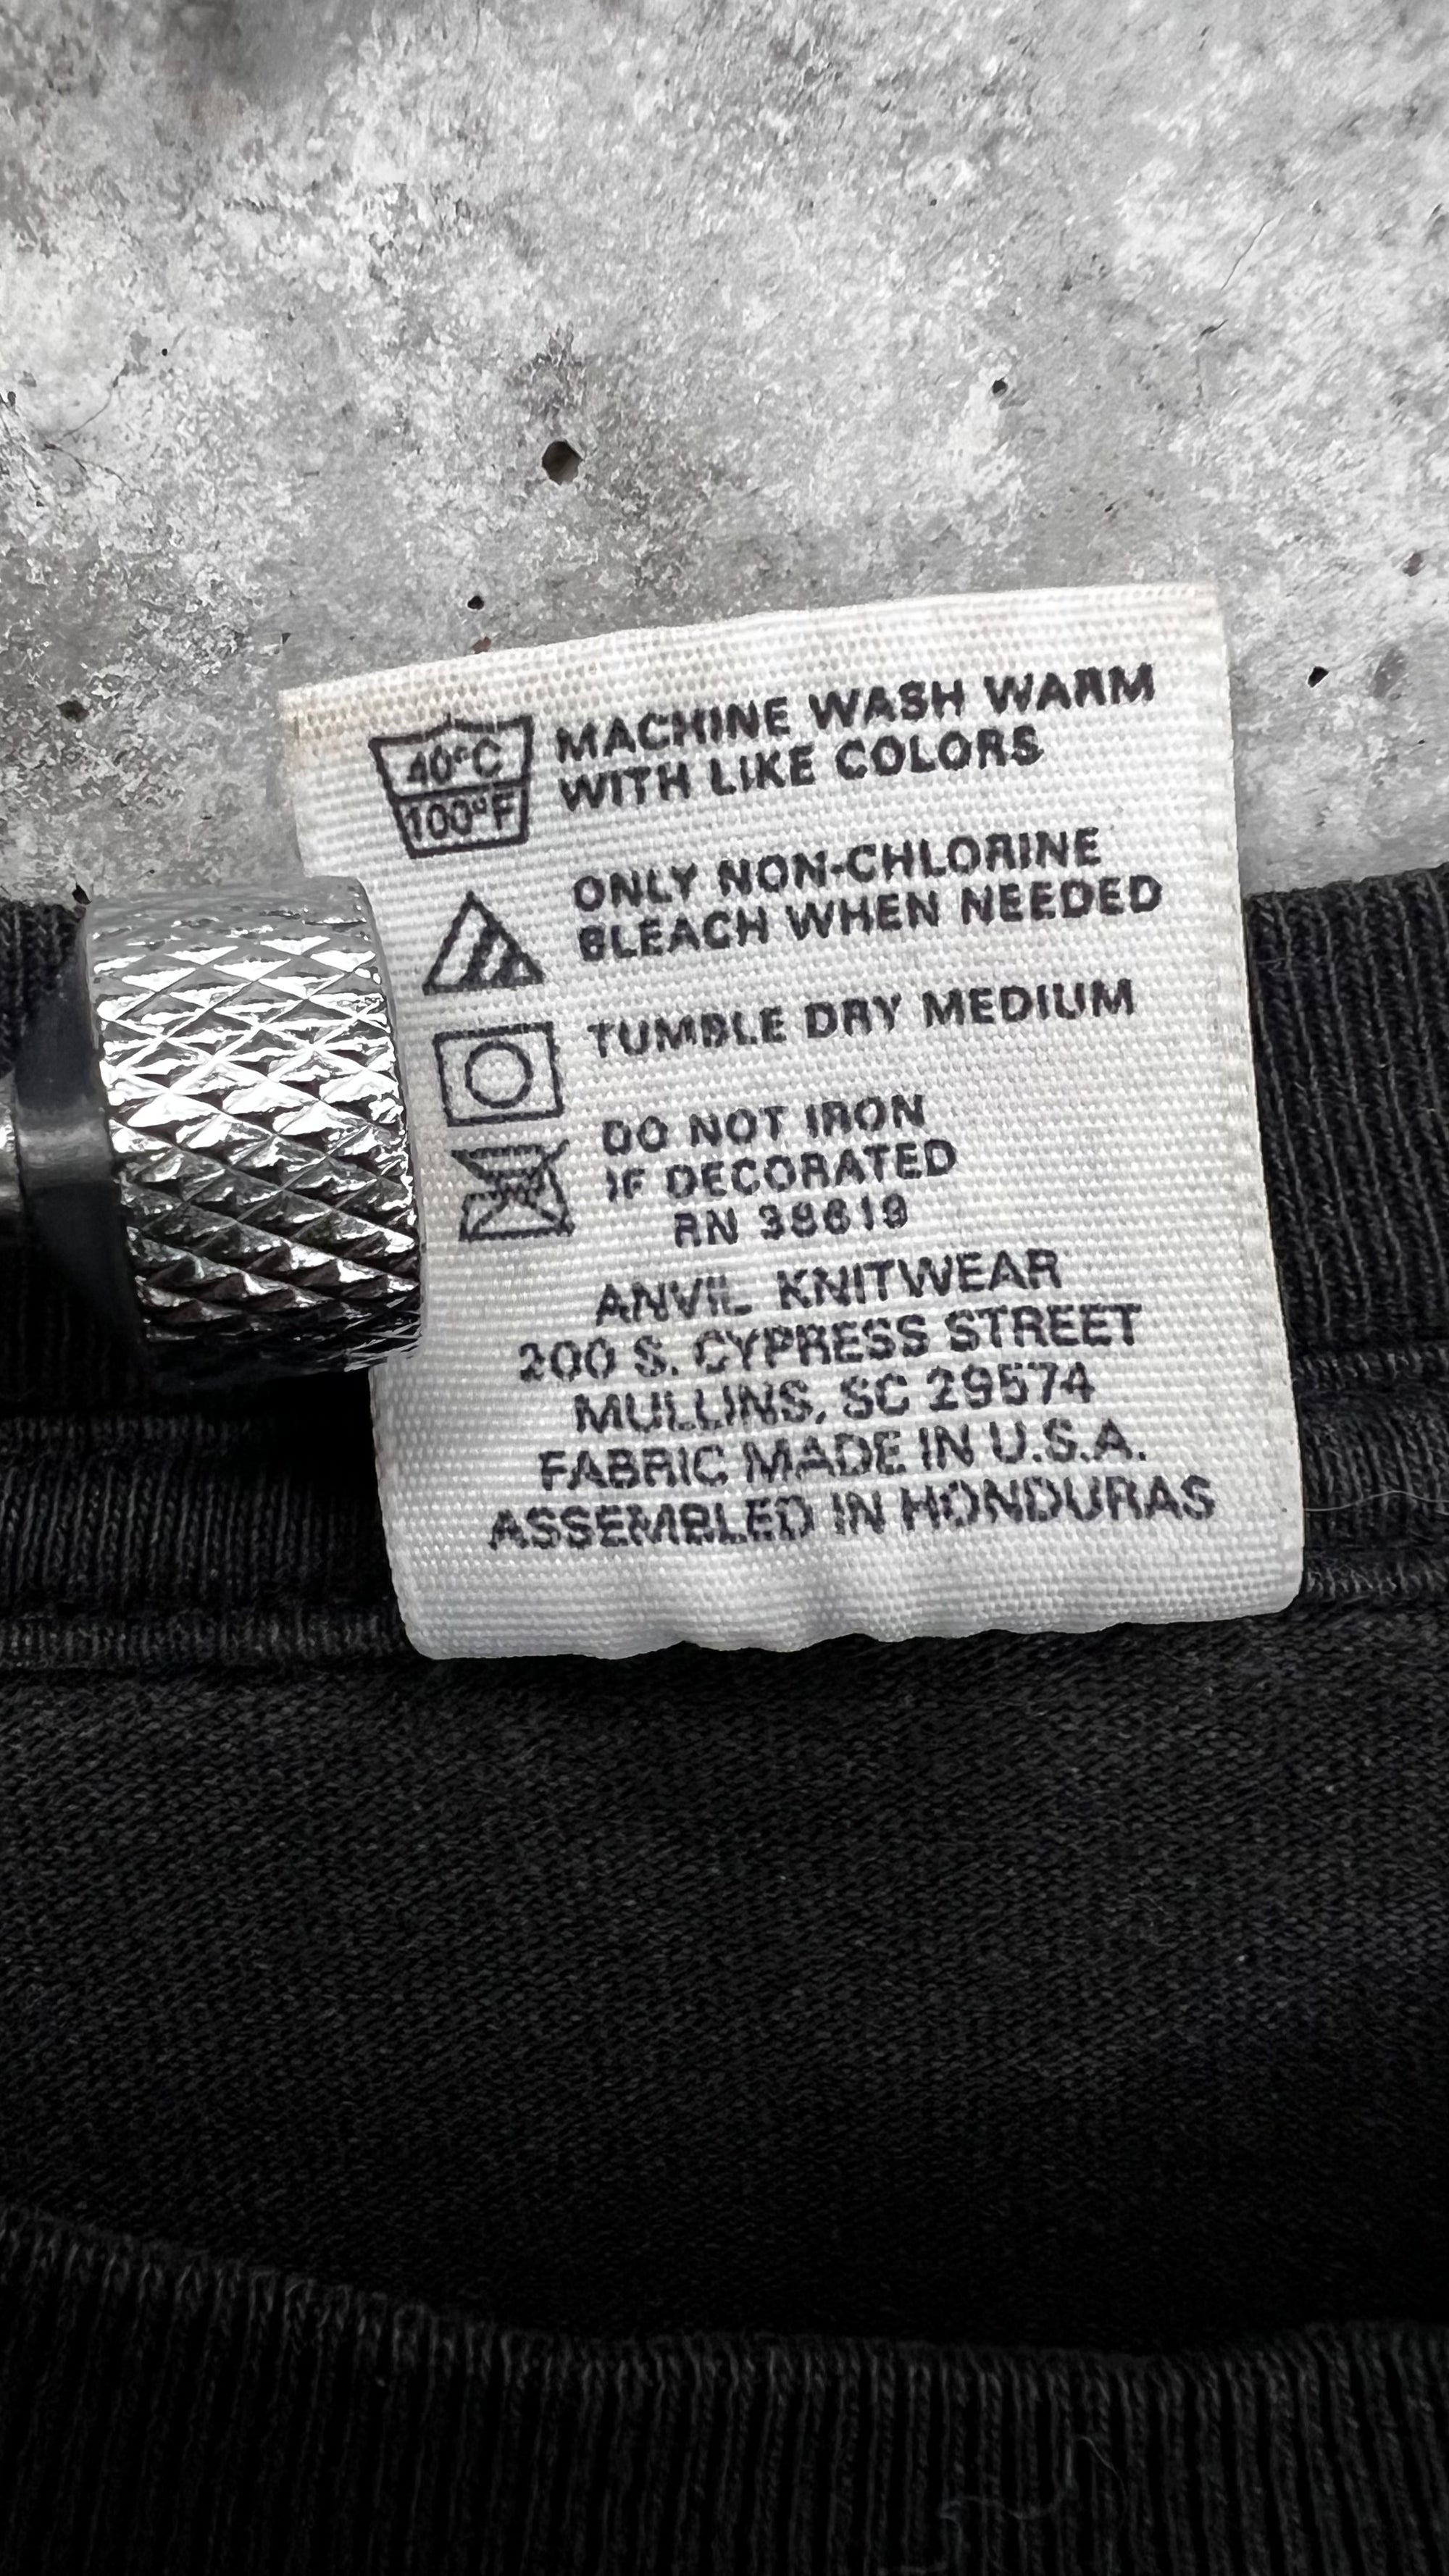 40°C
100°F
MACHINE WASH WARM
WITH LIKE COLORS
ONLY NON-CHLORINE
BLEACH WHEN NEEDED
TUMBLE DRY MEDIUM
DO NOT IRON
IF DECORATED
RN
ANVIL KNITWEAR
200 S. CYPRESS STREET
MULLINS, SC 29574
FABRIC MADE IN U.S.A.
ASSEMBLED IN HONDURAS